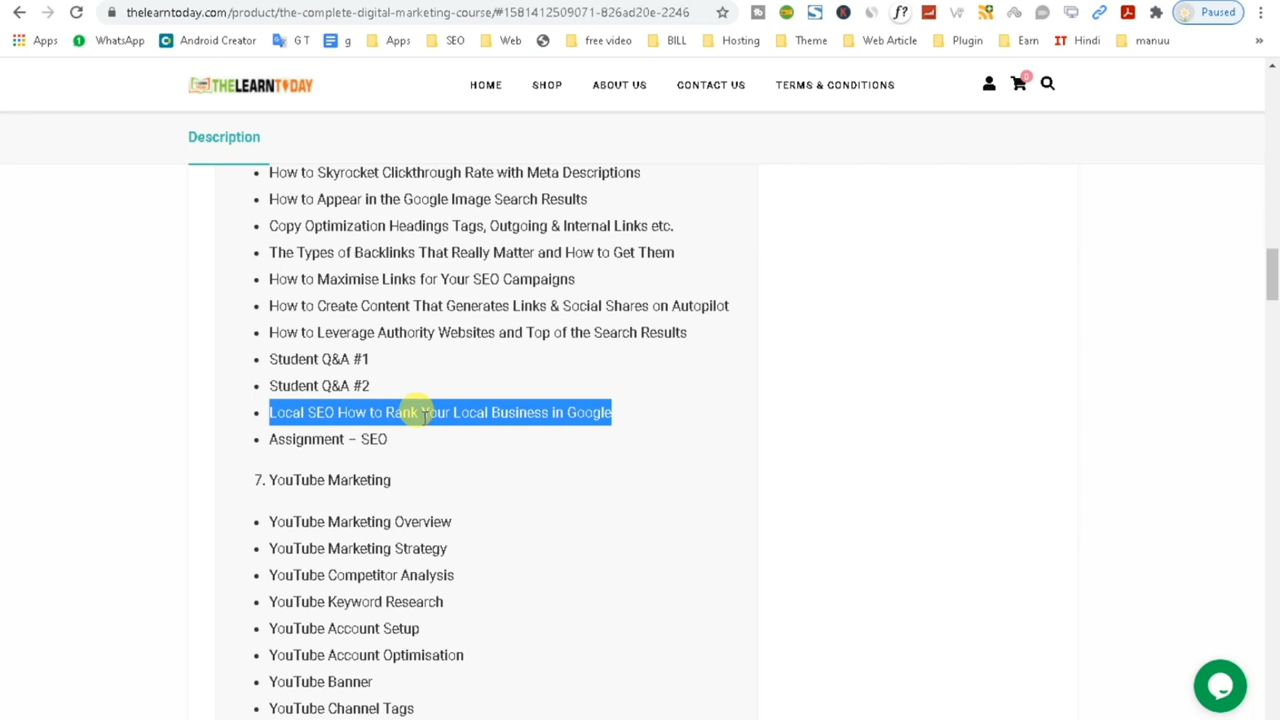 thelearntoday.com/product/the-complete-digital-marketing-course/#1581412509071-826ad20e-2246
Paused
Apps WhatsApp Android Creator G T g Apps SEO Web free video BILL Hosting Theme Web Article Plugin Earn IT Hindi manuu »
THELEARNTODAY HOME SHOP ABOUT US CONTACT US TERMS & CONDITIONS 0
Description
• How to Skyrocket Clickthrough Rate with Meta Descriptions
• How to Appear in the Google Image Search Results
• Copy Optimization Headings Tags, Outgoing & Internal Links etc.
• The Types of Backlinks That Really Matter and How to Get Them
• How to Maximise Links for Your SEO Campaigns
• How to Create Content That Generates Links & Social Shares on Autopilot
• How to Leverage Authority Websites and Top of the Search Results
• Student Q&A #1
• Student Q&A #2
• Local SEO How to Rank Your Local Business in Google
• Assignment – SEO
7. YouTube Marketing
• YouTube Marketing Overview
• YouTube Marketing Strategy
• YouTube Competitor Analysis
• YouTube Keyword Research
• YouTube Account Setup
• YouTube Account Optimisation
• YouTube Banner
• YouTube Channel Tags